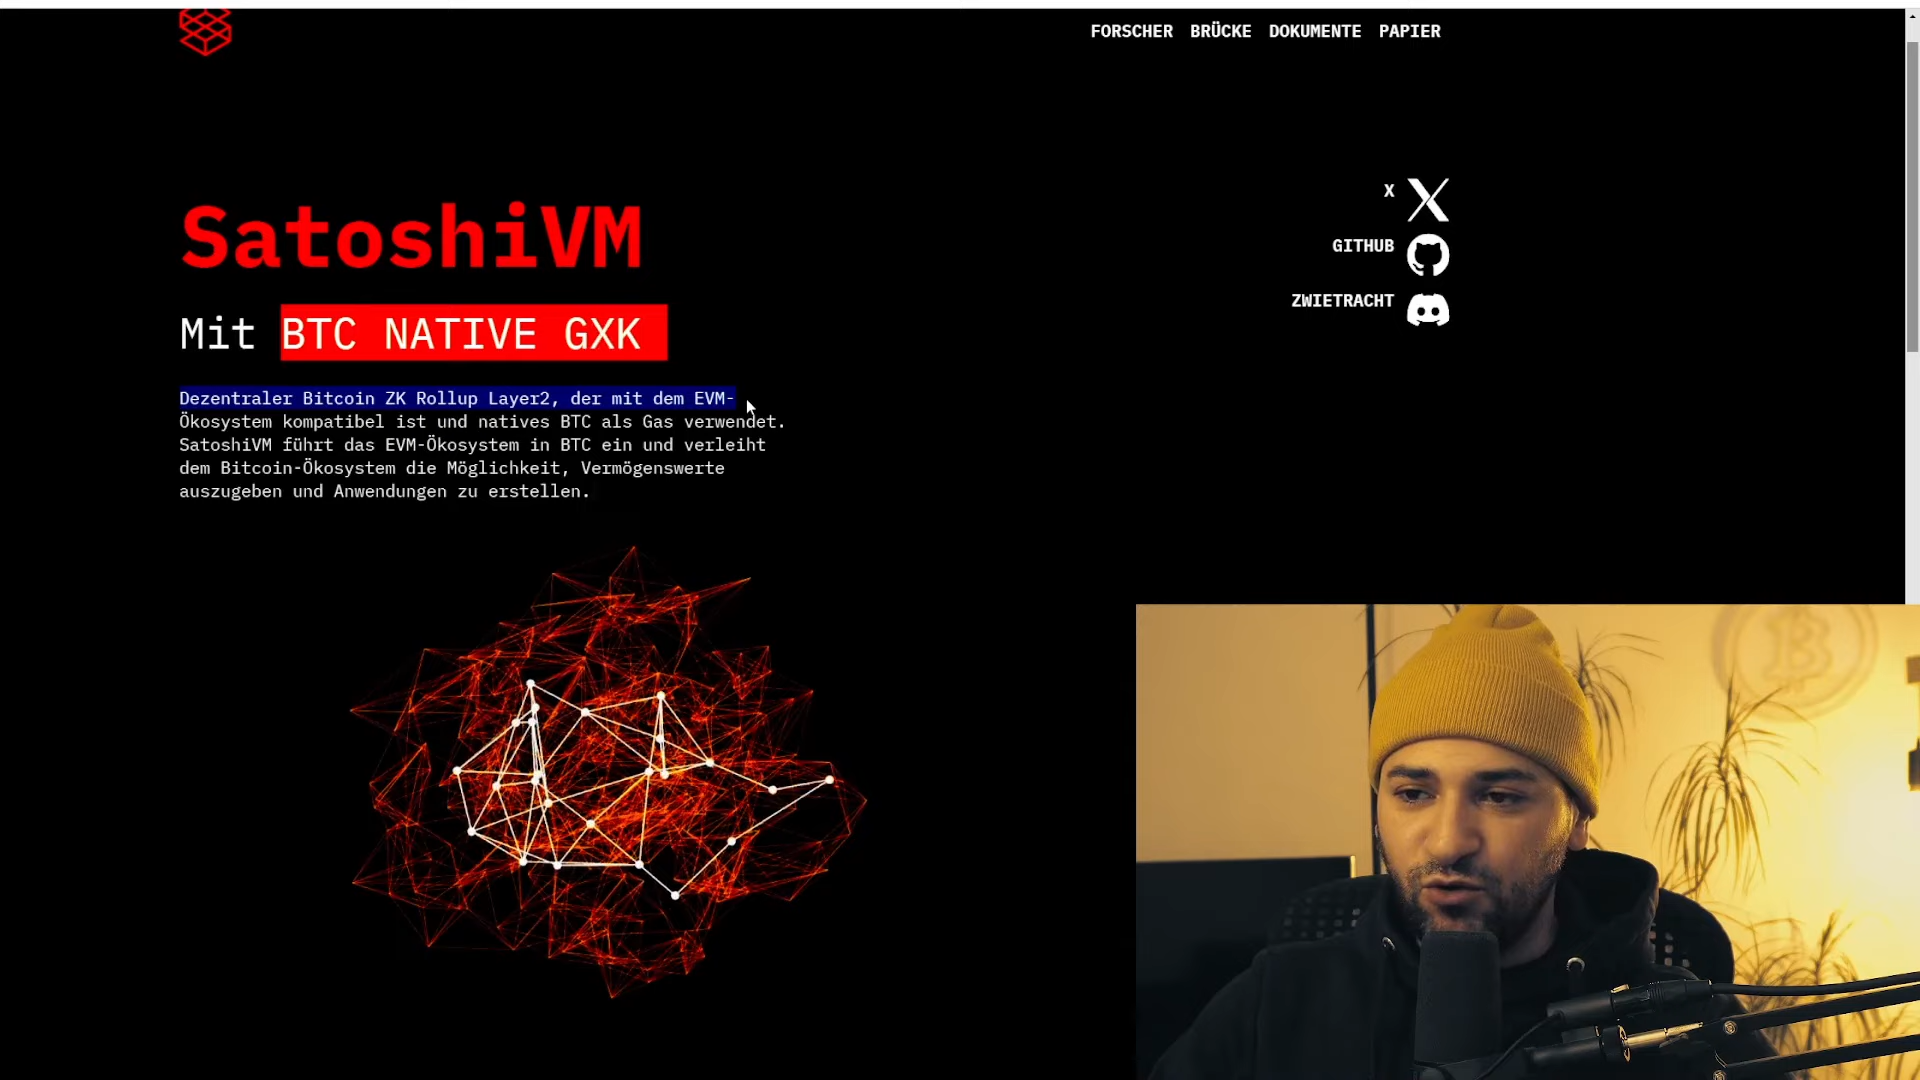 FORSCHER BRÜCKE DOKUMENTE PAPIER
SatoshiVM
Mit BTC NATIVE GXK
Dezentraler Bitcoin ZK Rollup Layer2, der mit dem EVM-
Ökosystem kompatibel ist und natives BTC als Gas verwendet.
SatoshiVM führt das EVM-Ökosystem in BTC ein und verleiht
dem Bitcoin-Ökosystem die Möglichkeit, Vermögenswerte
auszugeben und Anwendungen zu erstellen.
X
GITHUB
ZWIETRACHT